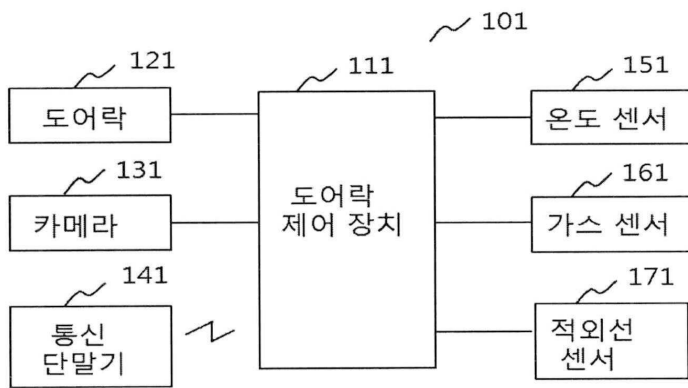 101
121
111
151
도어락
온도 센서
131
161
카메라
도어락
제어 장치
가스 센서
141
171
통신
단말기
적외선
센서